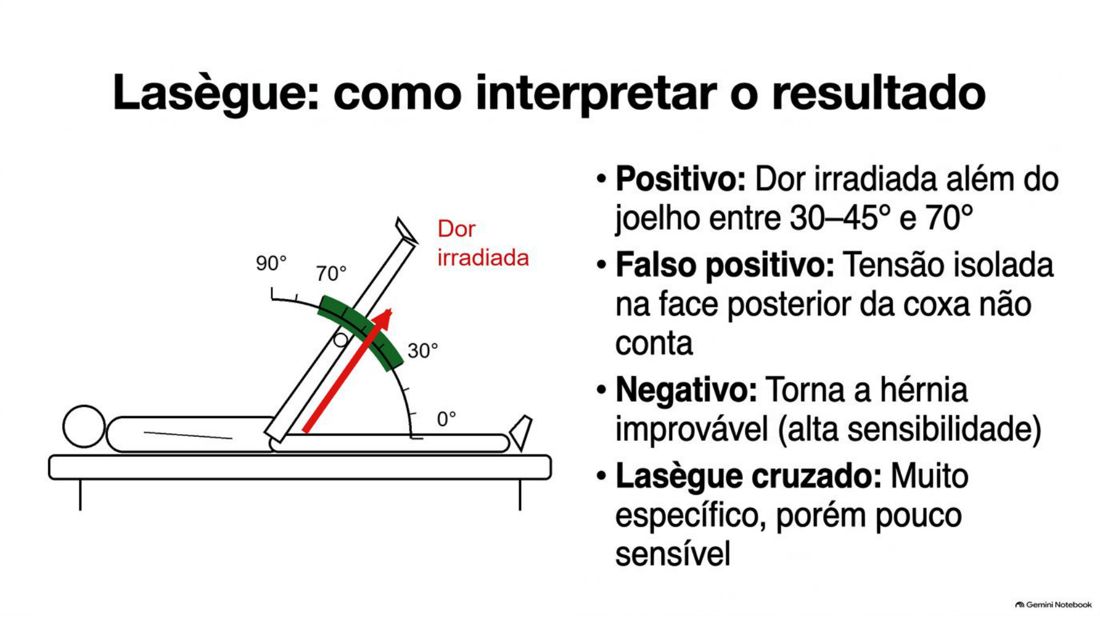 Lasègue: como interpretar o resultado
Dor
irradiada
90°
70°
30°
0°
• Positivo: Dor irradiada além do
joelho entre 30–45º e 70º
• Falso positivo: Tensão isolada
na face posterior da coxa não
conta
• Negativo: Torna a hérnia
improvável (alta sensibilidade)
• Lasègue cruzado: Muito
específico, porém pouco
sensível
Gemini Notebook